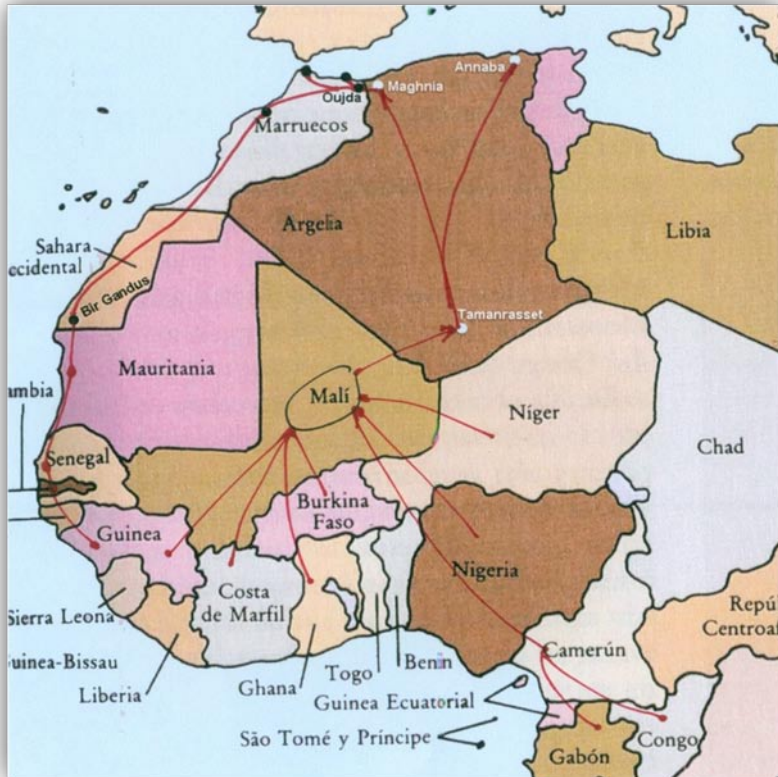 Annaba
Maghnia
Oujda
Marruecos
Argelia
Libia
Sahara
ccidental
Bir Gandus
Tamanrasset
Mauritania
Malí
Níger
Chad
ambia
Senegal
Burkina
Faso
Guinea
Nigeria
Costa
de Marfil
Sierra Leona
Repú
Centroaf
Camerún
Guinea-Bissau
Benin
Togo
Liberia
Ghana
Guinea Ecuatorial
São Tomé y Príncipe
Gabón
Congo